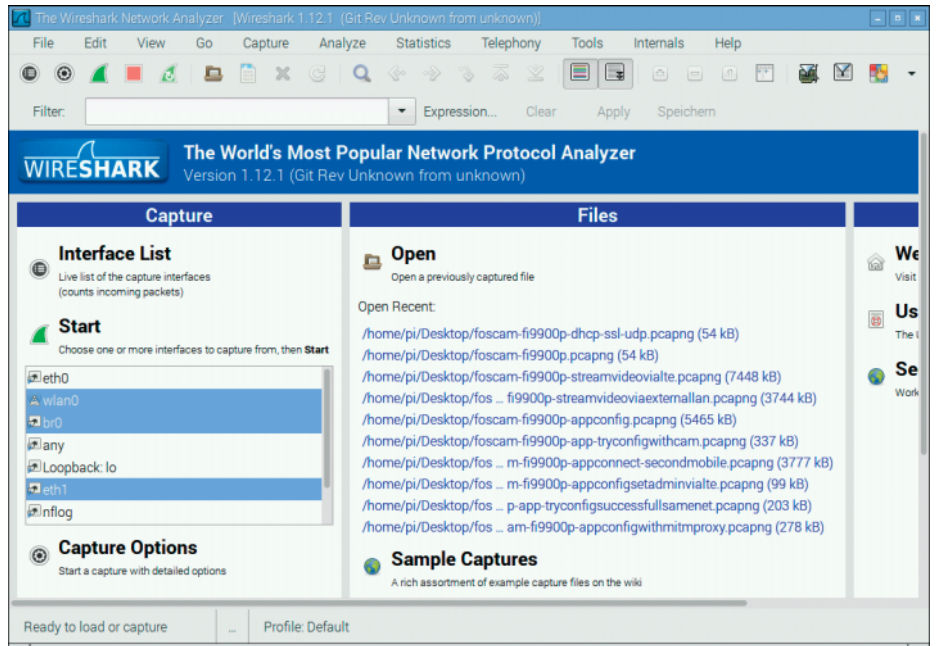 The Wireshark Network Analyzer [Wireshark 1.12.1 (Git Rev Unknown from unknown)]
File Edit View Go Capture Analyze Statistics Telephony Tools Internals Help
Filter: Expression... Clear Apply Speichern
WIRESHARK
The World's Most Popular Network Protocol Analyzer
Version 1.12.1 (Git Rev Unknown from unknown)
Capture
Interface List
Live list of the capture interfaces
(counts incoming packets)
Start
Choose one or more interfaces to capture from, then Start
eth0
wlan0
br0
any
Loopback: lo
eth1
nflog
Capture Options
Start a capture with detailed options
Files
Open
Open a previously captured file
Open Recent:
/home/pi/Desktop/foscam-fi9900p-dhcp-ssl-udp.pcapng (54 kB)
/home/pi/Desktop/foscam-fi9900p.pcapng (54 kB)
/home/pi/Desktop/foscam-fi9900p-streamvideovialte.pcapng (7448 kB)
/home/pi/Desktop/fos ... fi9900p-streamvideoviaexternallan.pcapng (3744 kB)
/home/pi/Desktop/foscam-fi9900p-appconfig.pcapng (5465 kB)
/home/pi/Desktop/foscam-fi9900p-app-tryconfigwithcam.pcapng (337 kB)
/home/pi/Desktop/fos ... m-fi9900p-appconnect-secondmobile.pcapng (3777 kB)
/home/pi/Desktop/fos ... m-fi9900p-appconfigsetadminvialte.pcapng (99 kB)
/home/pi/Desktop/fos ... p-app-tryconfigsuccessfullsamenet.pcapng (203 kB)
/home/pi/Desktop/fos ... am-fi9900p-appconfigwithmitmproxy.pcapng (278 kB)
Sample Captures
A rich assortment of example capture files on the wiki
We
Visit
Us
The
Se
Work
Ready to load or capture ... Profile: Default